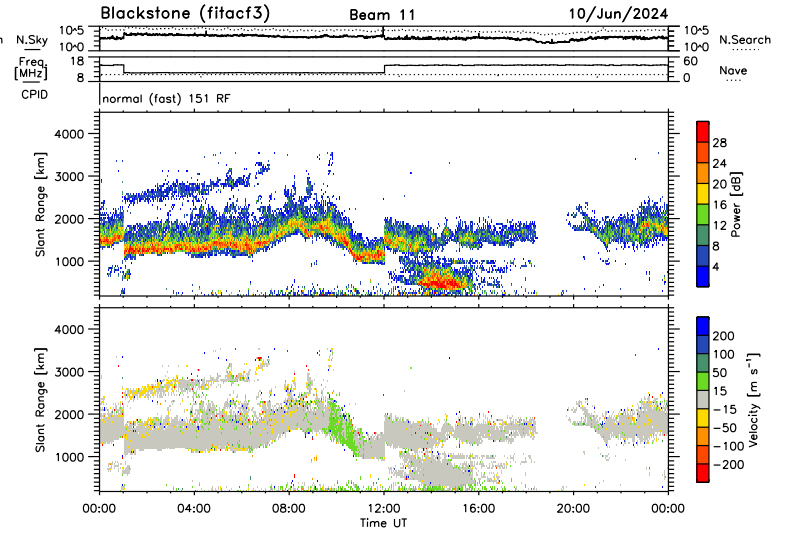 Blackstone (fitacf3) Beam 11 10/Jun/2024
n N.Sky 10^5 10^0 10^5 10^0 N.Search
Freq. [MHz] 18 8 60 0 Nave
CPID normal (fast) 151 RF
Slant Range [km]
4000
3000
2000
1000
Power [dB]
28
24
20
16
12
8
4
Slant Range [km]
4000
3000
2000
1000
Velocity [m s⁻¹]
200
100
50
15
-15
-50
-100
-200
00:00 04:00 08:00 12:00 16:00 20:00 00:00
Time UT